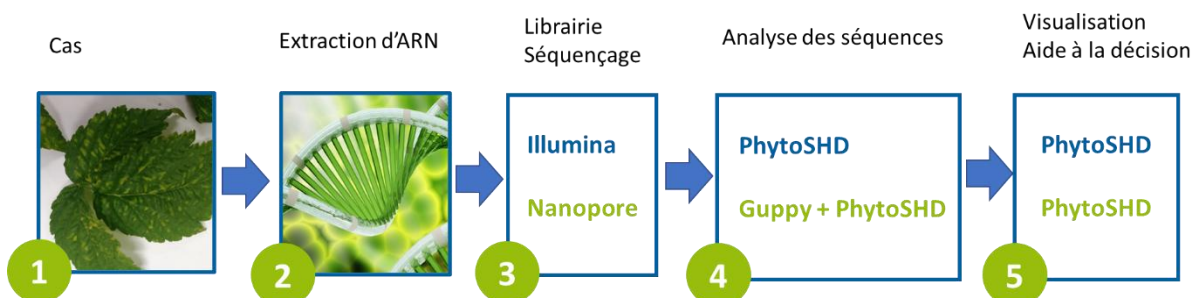 Cas
Extraction d'ARN
Librairie
Séquençage
Analyse des séquences
Visualisation
Aide à la décision
Illumina
Nanopore
PhytoSHD
Guppy + PhytoSHD
PhytoSHD
PhytoSHD
1
2
3
4
5